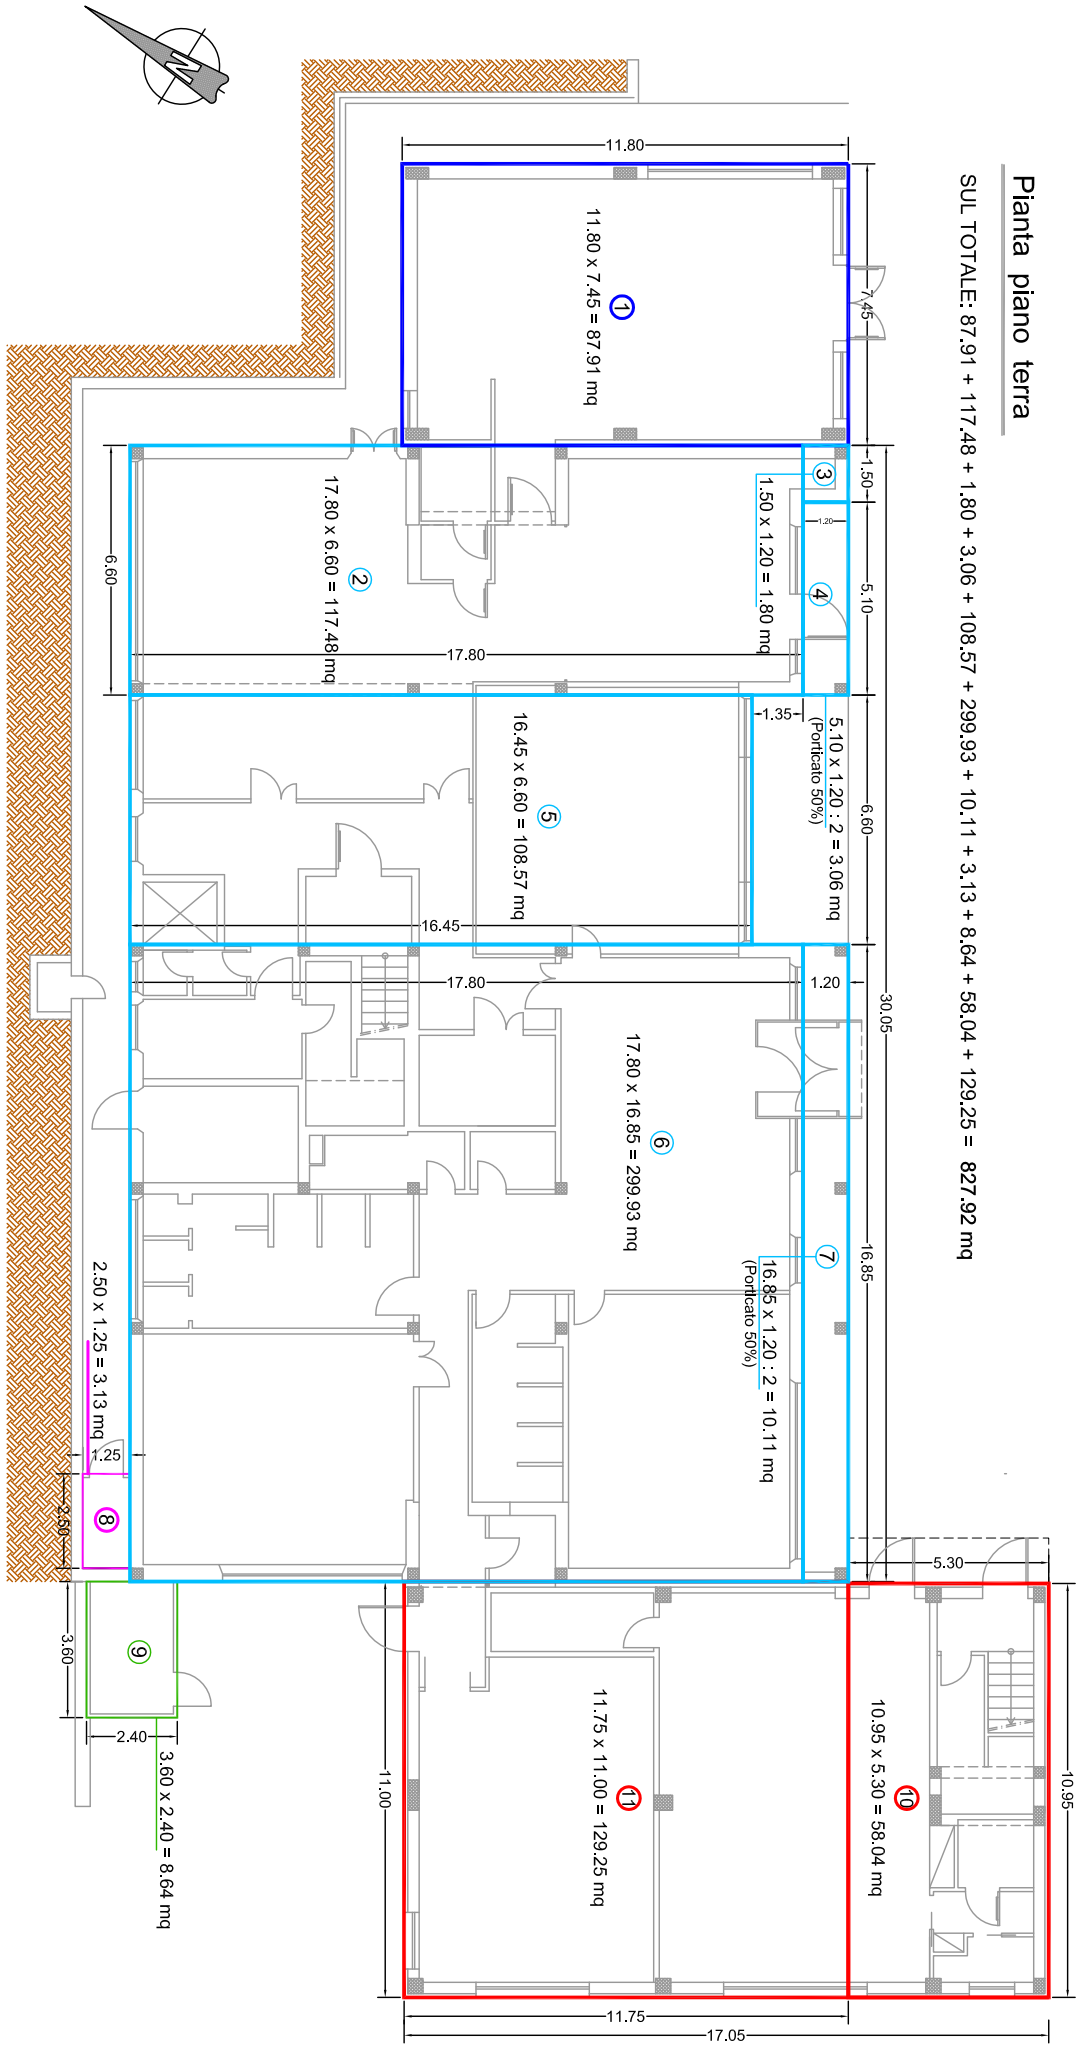 Pianta piano terra
SUL TOTALE: 87.91 + 117.48 + 1.80 + 3.06 + 108.57 + 299.93 + 10.11 + 3.13 + 8.64 + 58.04 + 129.25 = 827.92 mq
N
11.80
7.45
1
11.80 x 7.45 = 87.91 mq
1.50
3
1.50 x 1.20 = 1.80 mq
1.20
5.10
4
5.10 x 1.20 : 2 = 3.06 mq
(Porticato 50%)
2
17.80 x 6.60 = 117.48 mq
6.60
17.80
1.35
6.60
5
16.45 x 6.60 = 108.57 mq
16.45
30.05
17.80
1.20
6
17.80 x 16.85 = 299.93 mq
16.85
7
16.85 x 1.20 : 2 = 10.11 mq
(Porticato 50%)
2.50 x 1.25 = 3.13 mq
1.25
8
2.50
5.30
3.60
9
2.40
3.60 x 2.40 = 8.64 mq
11.00
10
10.95 x 5.30 = 58.04 mq
10.95
11
11.75 x 11.00 = 129.25 mq
11.75
17.05